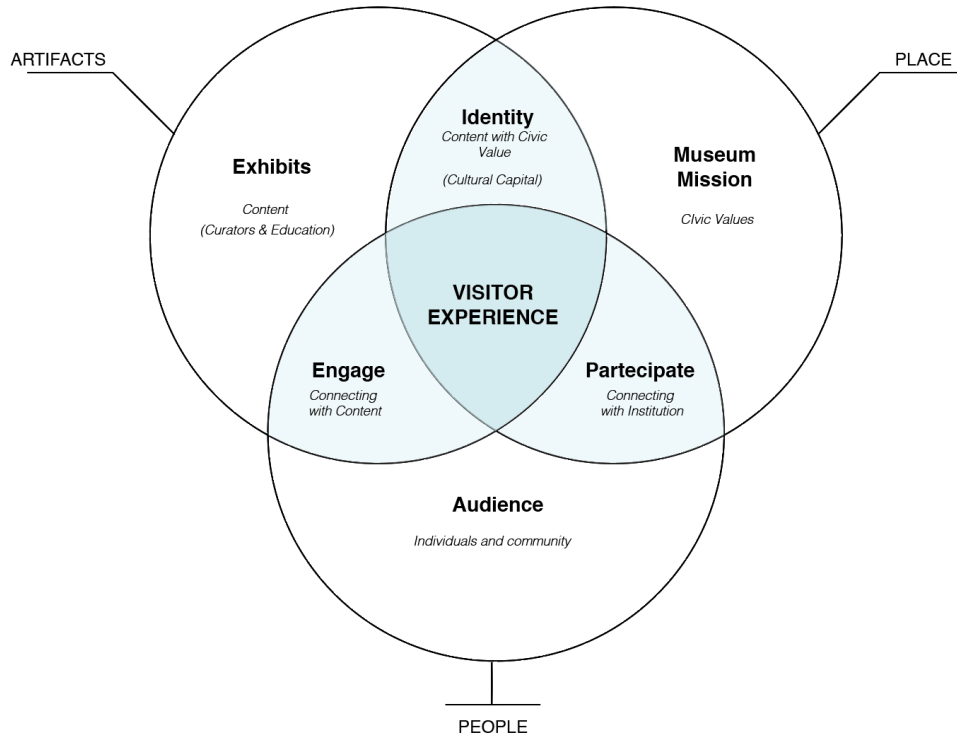 ARTIFACTS
PLACE
Identity
Content with Civic
Value
(Cultural Capital)
Exhibits
Content
(Curators & Education)
Museum
Mission
CIvic Values
VISITOR
EXPERIENCE
Engage
Connecting
with Content
Partecipate
Connecting
with Institution
Audience
Individuals and community
PEOPLE